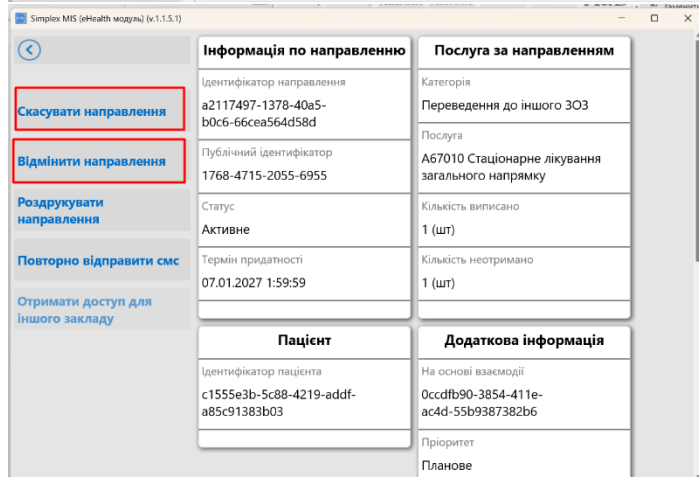 Simplex MIS (eHealth модуль) (v.1.1.5.1)
Скасувати направлення
Відмінити направлення
Роздрукувати
направлення
Повторно відправити смс
Отримати доступ для
іншого закладу
Інформація по направленню
Ідентифікатор направлення
a2117497-1378-40a5-
b0c6-66cea564d58d
Публічний ідентифікатор
1768-4715-2055-6955
Статус
Активне
Термін придатності
07.01.2027 1:59:59
Послуга за направленням
Категорія
Переведення до іншого ЗОЗ
Послуга
A67010 Стаціонарне лікування
загального напрямку
Кількість виписано
1 (шт)
Кількість неотримано
1 (шт)
Пацієнт
Ідентифікатор пацієнта
c1555e3b-5c88-4219-addf-
a85c91383b03
Додаткова інформація
На основі взаємодії
0ccdfb90-3854-411e-
ac4d-55b9387382b6
Пріоритет
Планове